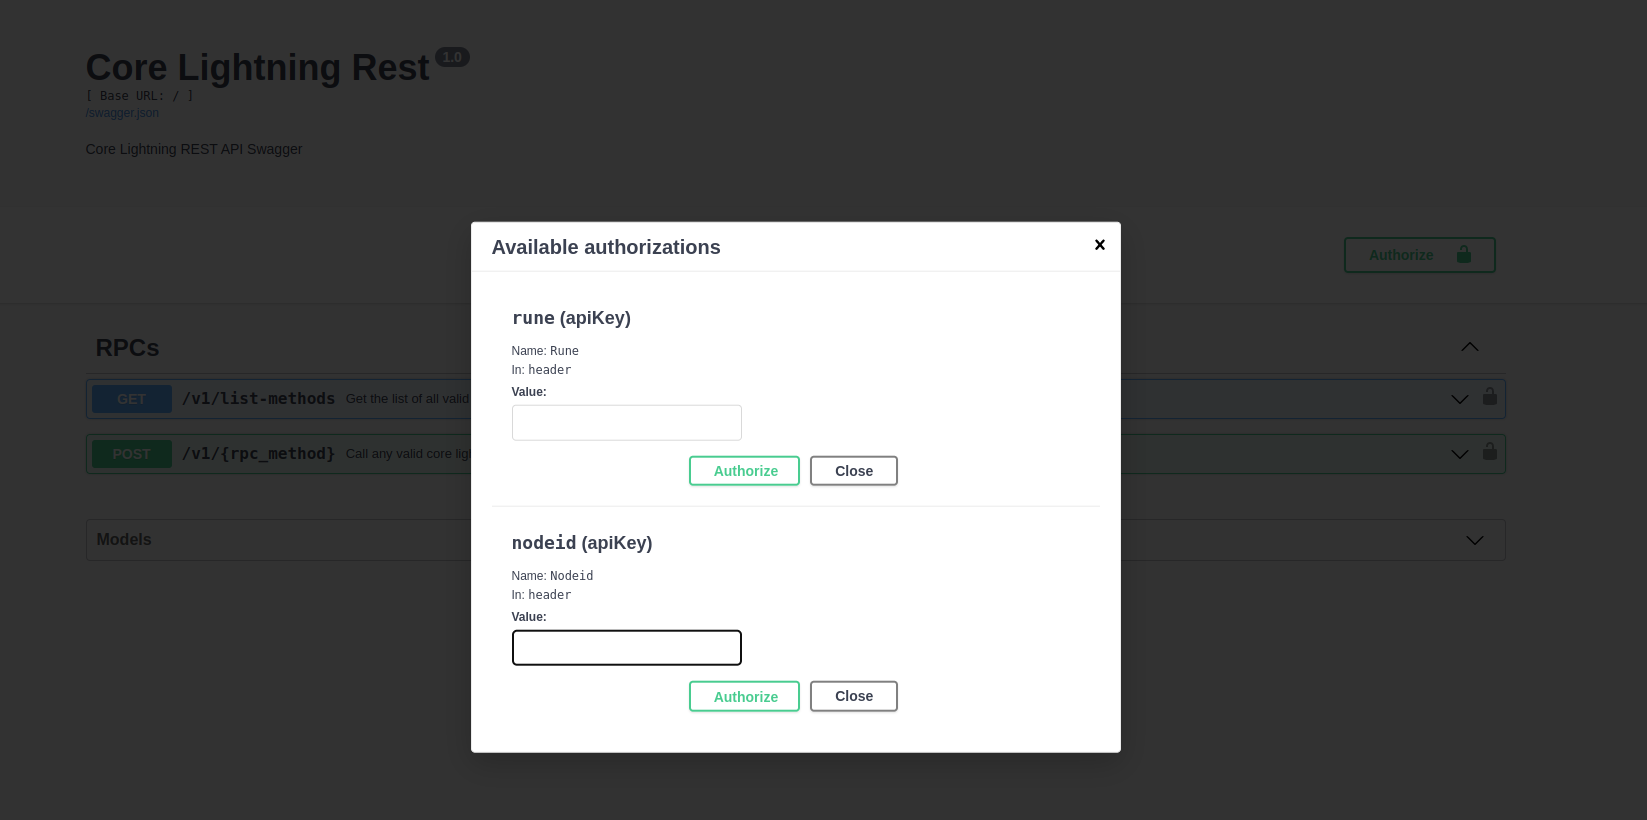 Core Lightning Rest 1.0
[ Base URL: / ]
/swagger.json
Core Lightning REST API Swagger
Authorize
Available authorizations
rune (apiKey)
Name: Rune
In: header
Value:
Authorize Close
nodeid (apiKey)
Name: Nodeid
In: header
Value:
Authorize Close
RPCs
GET /v1/list-methods Get the list of all valid
POST /v1/{rpc_method} Call any valid core
Models